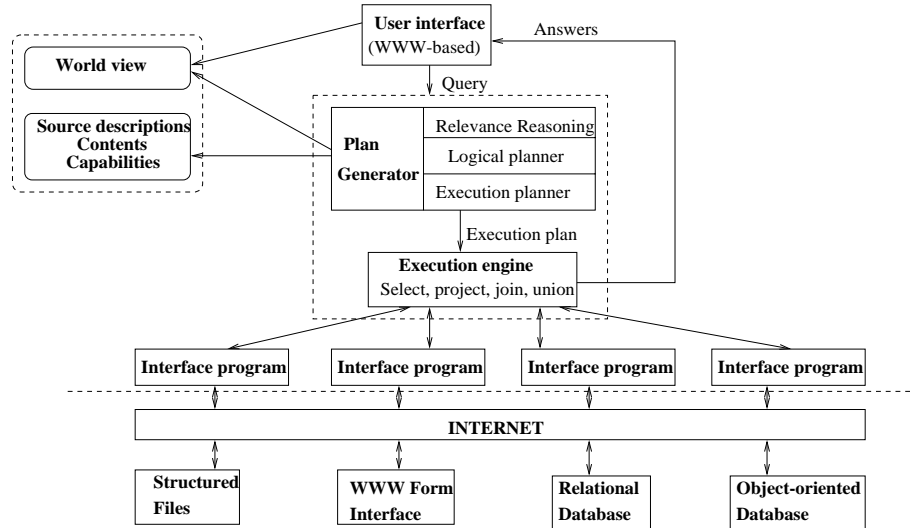 User interface
(WWW-based)
Answers
World view
Query
Source descriptions
Contents
Capabilities
Plan
Generator
Relevance Reasoning
Logical planner
Execution planner
Execution plan
Execution engine
Select, project, join, union
Interface program
Interface program
Interface program
Interface program
INTERNET
Structured
Files
WWW Form
Interface
Relational
Database
Object-oriented
Database